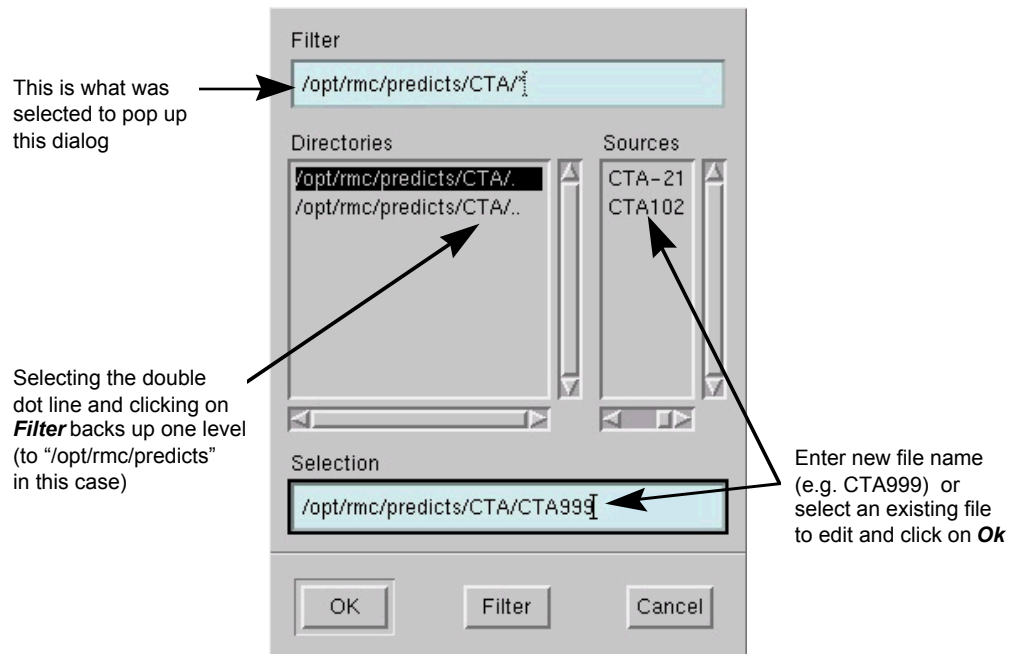 Filter
/opt/rmc/predicts/CTA/*
This is what was
selected to pop up
this dialog
Directories
/opt/rmc/predicts/CTA/.
/opt/rmc/predicts/CTA/..
Sources
CTA-21
CTA102
Selecting the double
dot line and clicking on
Filter backs up one level
(to “/opt/rmc/predicts”
in this case)
Selection
/opt/rmc/predicts/CTA/CTA999
Enter new file name
(e.g. CTA999) or
select an existing file
to edit and click on Ok
OK
Filter
Cancel